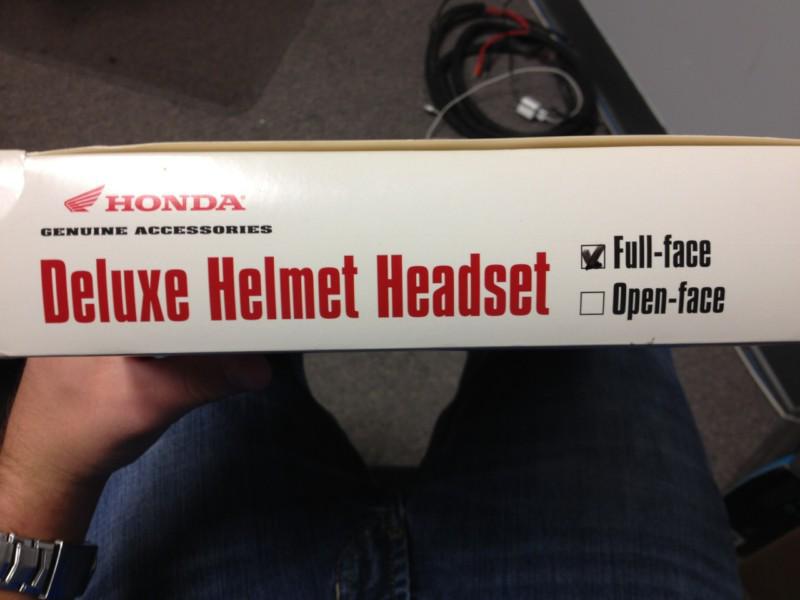 HONDA
GENUINE ACCESSORIES
Deluxe Helmet Headset
Full-face
Open-face